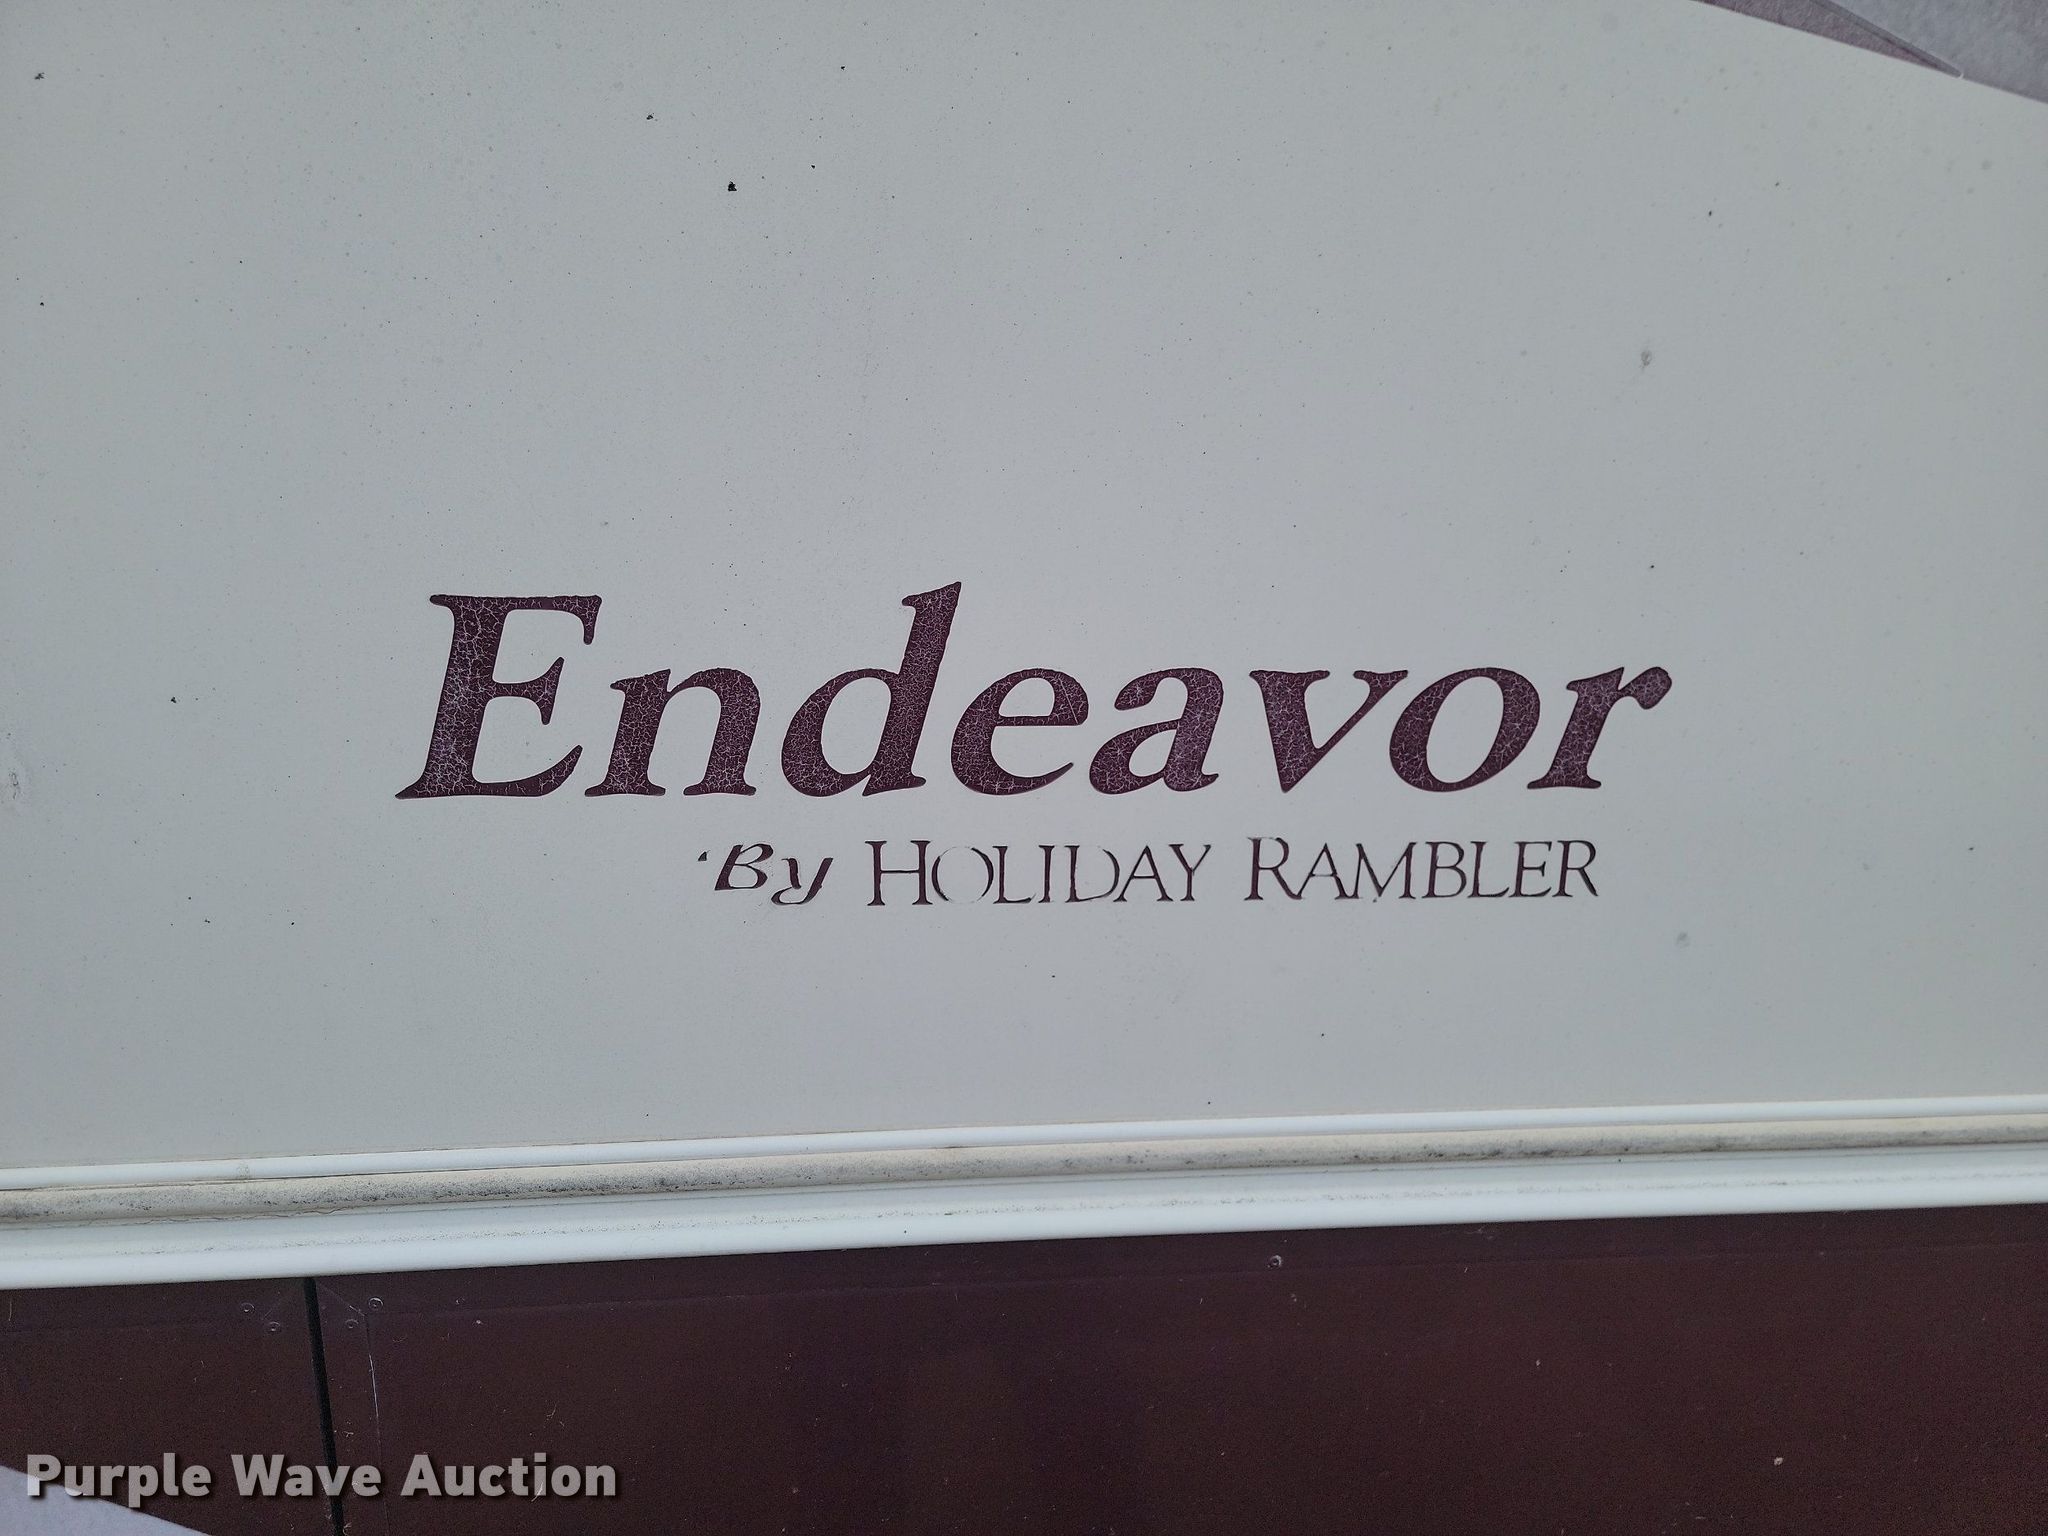 Endeavor
By HOLIDAY RAMBLER
Purple Wave Auction